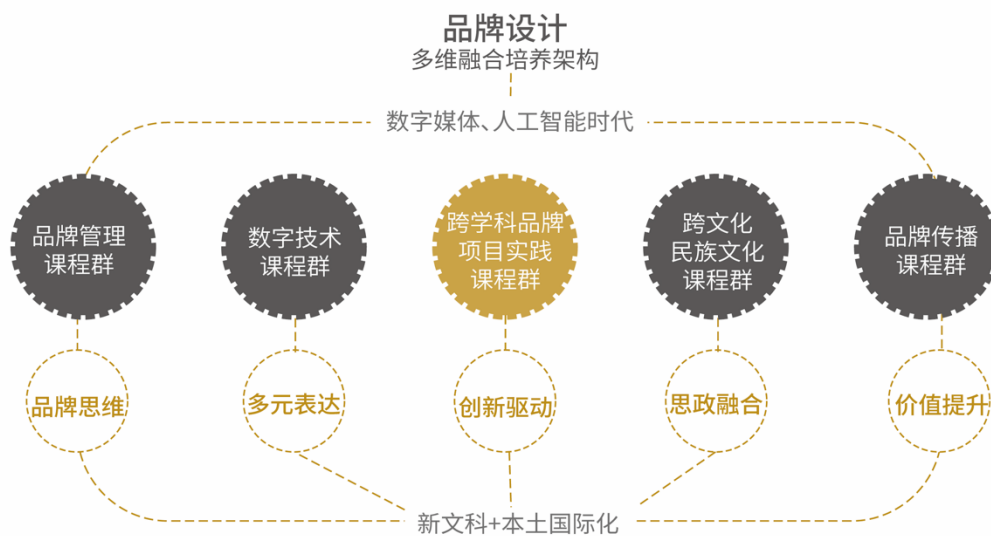 品牌设计
多维融合培养架构
数字媒体、人工智能时代
品牌管理
课程群
数字技术
课程群
跨学科品牌
项目实践
课程群
跨文化
民族文化
课程群
品牌传播
课程群
品牌思维
多元表达
创新驱动
思政融合
价值提升
新文科+本土国际化